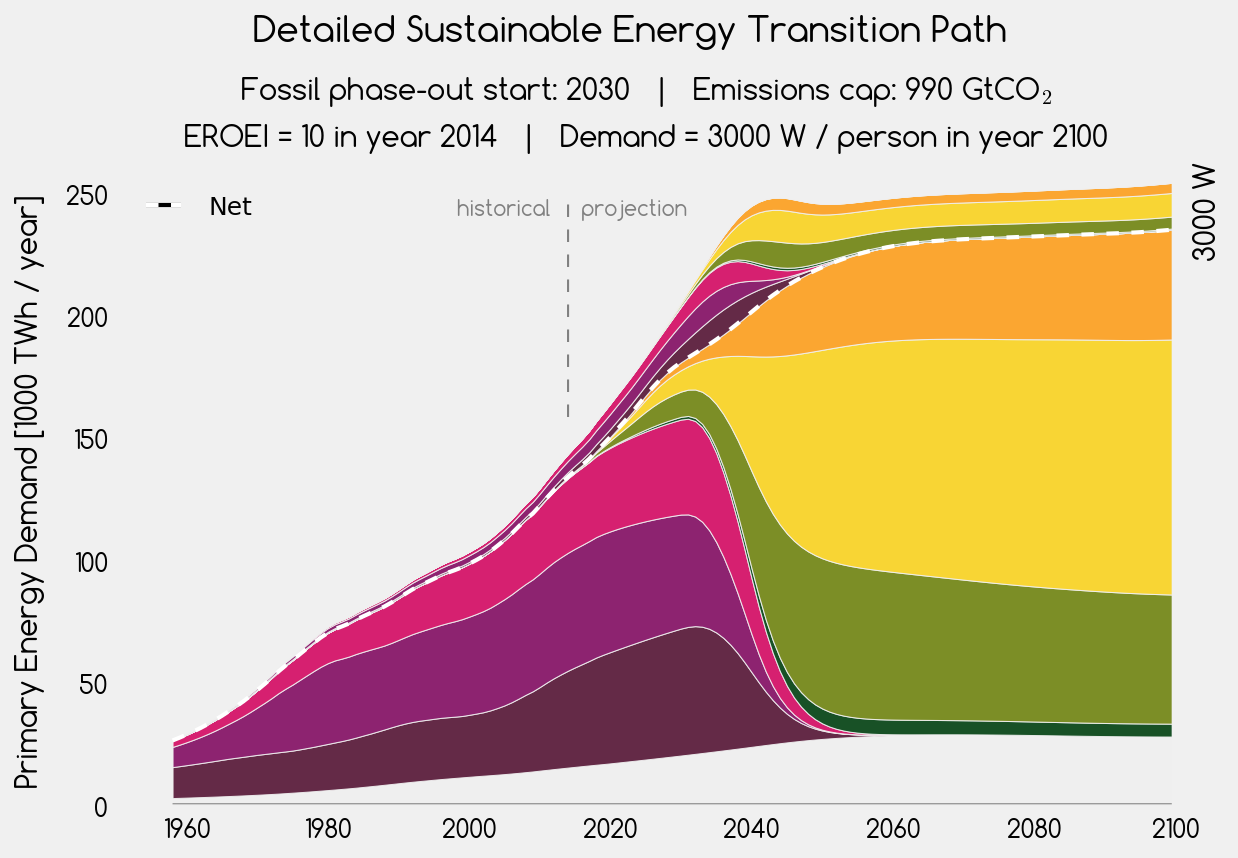 Detailed Sustainable Energy Transition Path
Fossil phase-out start: 2030 | Emissions cap: 990 GtCO₂
EROEI = 10 in year 2014 | Demand = 3000 W / person in year 2100
Primary Energy Demand [1000 TWh / year]
250
200
150
100
50
0
Net
historical
projection
3000 W
1960
1980
2000
2020
2040
2060
2080
2100